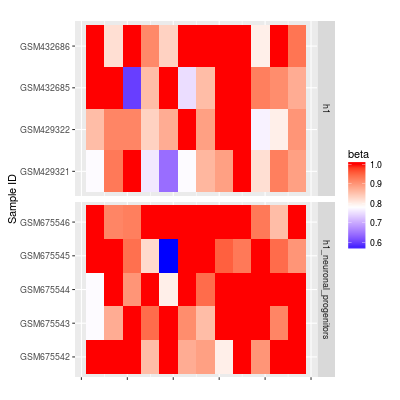 GSM432686
GSM432685
GSM429322
GSM429321
h1
GSM675546
GSM675545
GSM675544
GSM675543
GSM675542
h1_neuronal_progenitors
Sample ID
beta
1.0
0.9
0.8
0.7
0.6